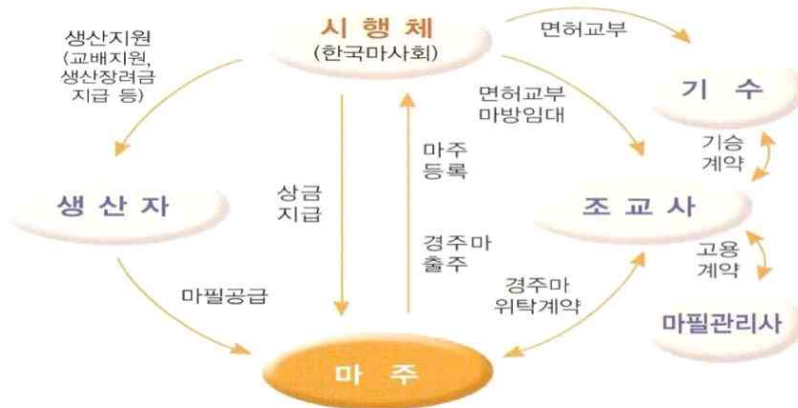 시 행 체
(한국마사회)
생산지원
(교배지원,
생산장려금
지급 등)
면허교부
면허교부
마방임대
기 수
기승
계약
마주
등록
상금
지급
생 산 자
조 교 사
경주마
출주
고용
계약
마필공급
경주마
위탁계약
마필관리사
마 주